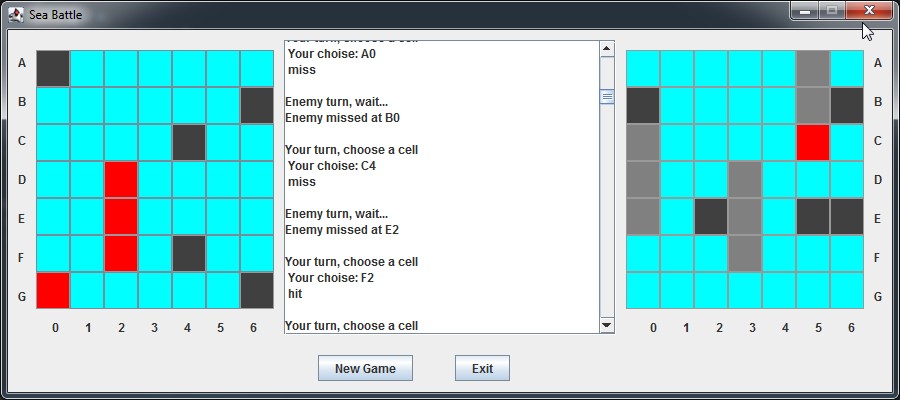 Sea Battle
A
B
C
D
E
F
G
0 1 2 3 4 5 6
Your turn, choose a cell
Your choise: A0
miss
Enemy turn, wait...
Enemy missed at B0
Your turn, choose a cell
Your choise: C4
miss
Enemy turn, wait...
Enemy missed at E2
Your turn, choose a cell
Your choise: F2
hit
Your turn, choose a cell
A
B
C
D
E
F
G
0 1 2 3 4 5 6
New Game
Exit